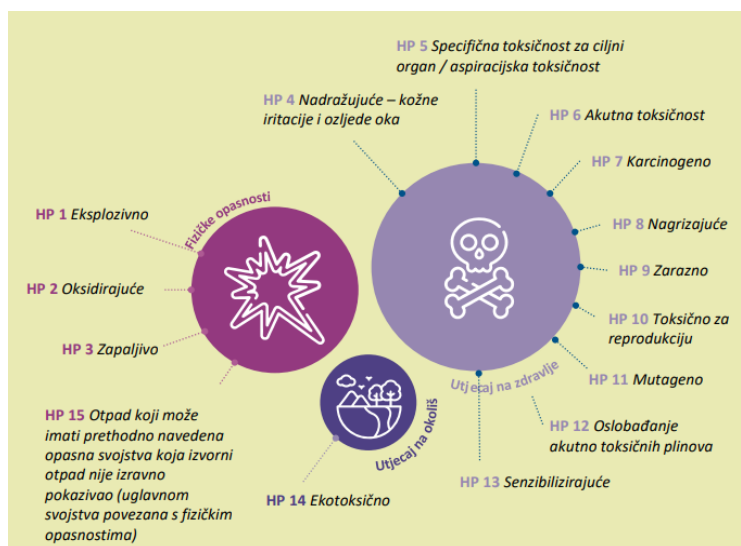 HP 5 Specifična toksičnost za ciljni
organ / aspiracijska toksičnost
HP 4 Nadražujuće – kožne
iritacije i ozljede oka
HP 6 Akutna toksičnost
HP 7 Karcinogeno
Fizičke opasnosti
HP 1 Eksplozivno
HP 8 Nagrizajuće
HP 2 Oksidirajuće
HP 9 Zarazno
HP 3 Zapaljivo
HP 10 Toksično za
reprodukciju
Utjecaj na zdravlje
HP 11 Mutageno
HP 15 Otpad koji može
imati prethodno navedena
opasna svojstva koja izvorni
otpad nije izravno
pokazivao (uglavnom
svojstva povezana s fizičkim
opasnostima)
Utjecaj na okoliš
HP 12 Oslobađanje
akutno toksičnih plinova
HP 14 Ekotoksično
HP 13 Senzibilizirajuće